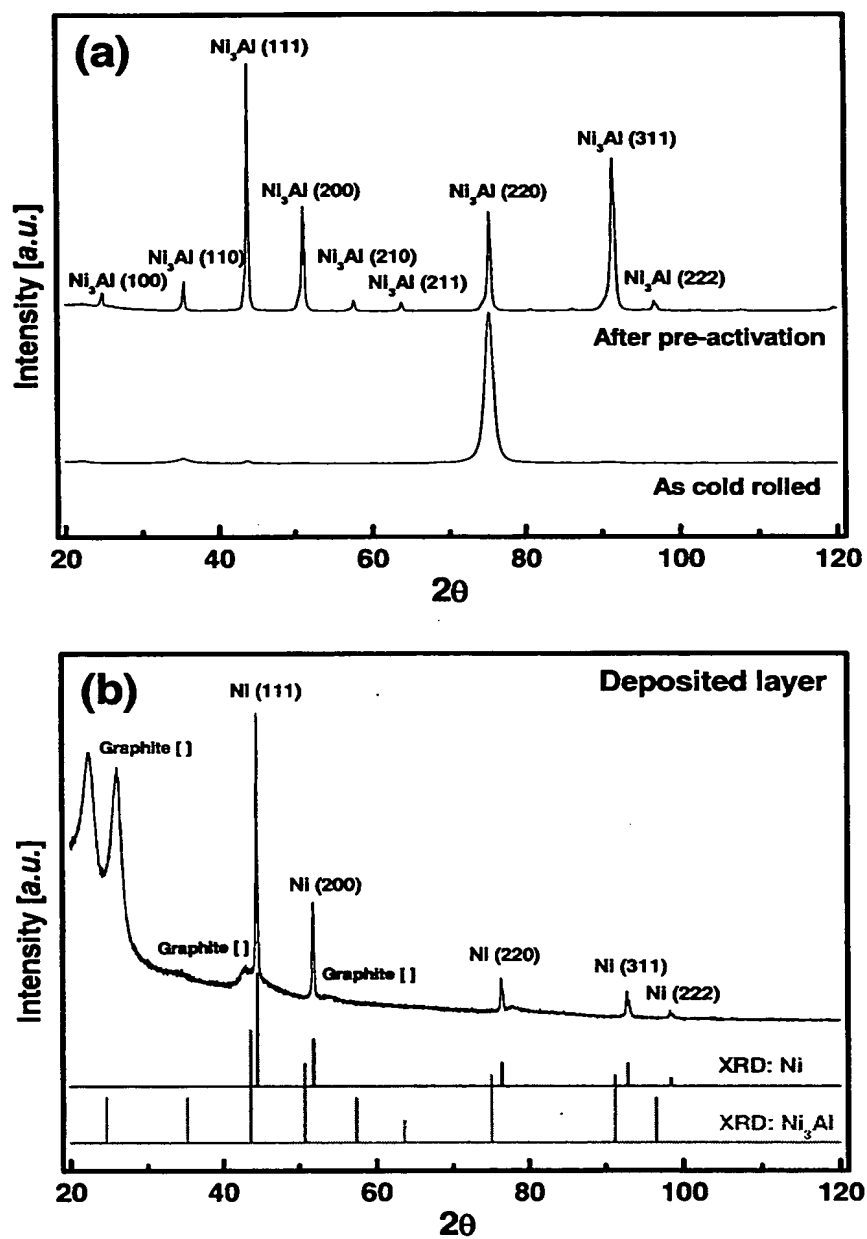 (a)
Ni₃Al (111)
Ni₃Al (311)
Ni₃Al (200)
Ni₃Al (220)
Ni₃Al (100)
Ni₃Al (110)
Ni₃Al (210)
Ni₃Al (211)
Ni₃Al (222)
After pre-activation
As cold rolled
Intensity [a.u.]
20 40 60 80 100 120
2θ
(b)
Ni (111)
Deposited layer
Graphite [ ]
Ni (200)
Graphite [ ]
Graphite [ ]
Ni (220)
Ni (311)
Ni (222)
XRD: Ni
XRD: Ni₃Al
Intensity [a.u.]
20 40 60 80 100 120
2θ